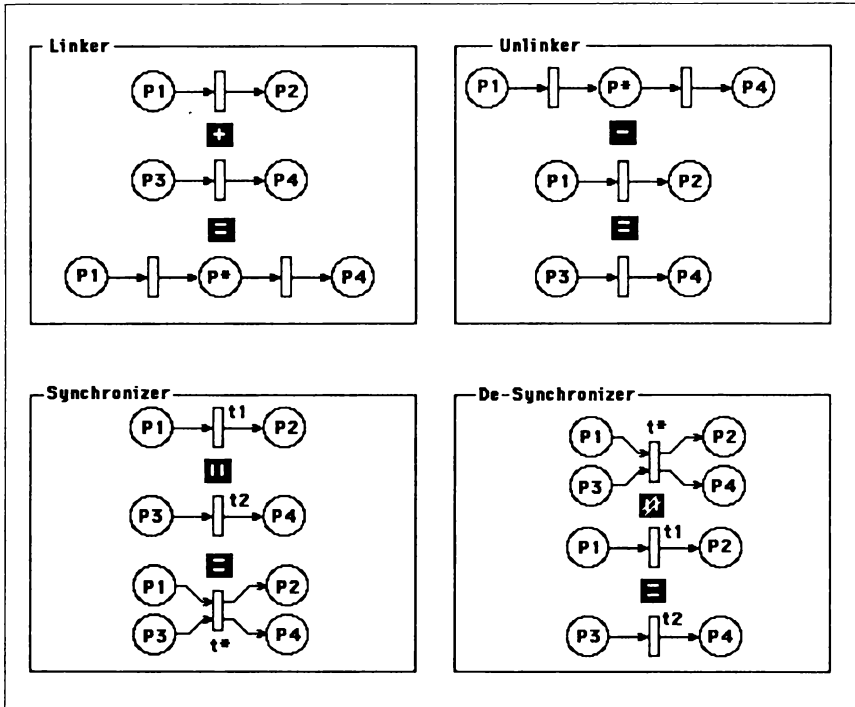 Linker
P1 P2
+
P3 P4
=
P1 P* P4
Unlinker
P1 P* P4
-
P1 P2
=
P3 P4
Synchronizer
P1 t1 P2
||
P3 t2 P4
=
P1 P2
P3 P4
t*
De-Synchronizer
t*
P1 P2
P3 P4
P1 t1 P2
=
P3 t2 P4